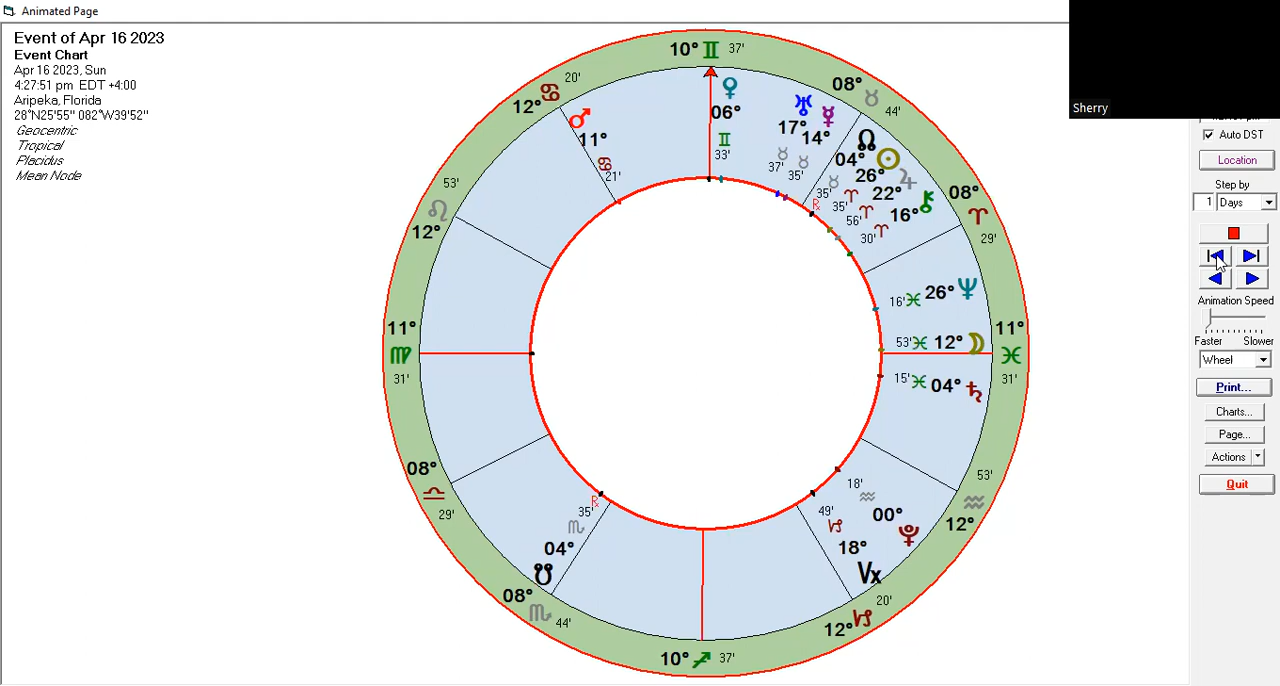 Animated Page
Event of Apr 16 2023
Event Chart
Apr 16 2023, Sun
4:27:51 pm EDT +4:00
Aripeka, Florida
28°N25'55" 082°W39'52"
Geocentric
Tropical
Placidus
Mean Node
Sherry
10° ♊ 37'
12° ♋ 20'
08° ♉ 44'
♂ 11° ♋ 21'
♀ 06° ♊ 33'
♅ 17° ♉ 37'
☿ 14° ♉ 35'
☊ 04° ♉ 35' ℞
☉ 26° ♈ 35'
♃ 22° ♈ 56'
⚷ 16° ♈ 30'
53' ♌ 12°
08° ♈ 29'
16' ♓ 26° ♆
11° ♍ 31'
53' ♓ 12° ☽
11° ♓ 31'
15' ♓ 04° ♄
08° ♎ 29'
53' ♒ 12°
18' ♒ 00° ♇
49' ♑ 18° Vx
℞ 35' ♏ 04° ☋
08° ♏ 44'
12° ♑ 20'
10° ♐ 37'
Auto DST
Location
Step by
1 Days
Animation Speed
Faster Slower
Wheel
Print...
Charts...
Page...
Actions
Quit